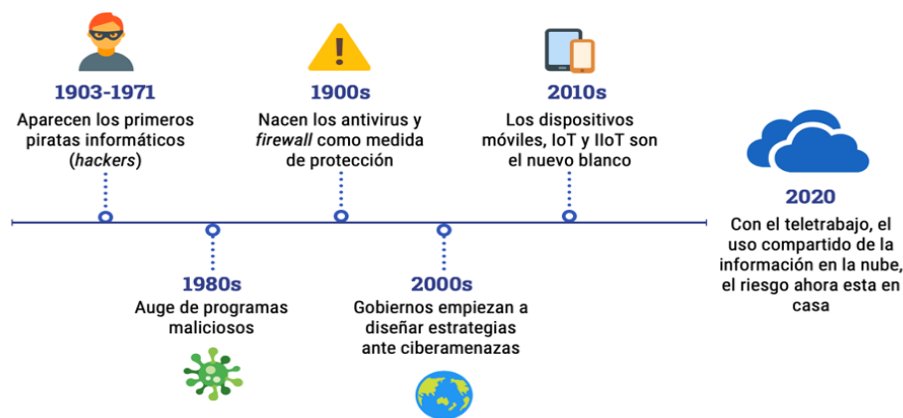 1903-1971
Aparecen los primeros
piratas informáticos
(hackers)
1980s
Auge de programas
maliciosos
1900s
Nacen los antivirus y
firewall como medida
de protección
2000s
Gobiernos empiezan a
diseñar estrategias
ante ciberamenazas
2010s
Los dispositivos
móviles, IoT y IIoT son
el nuevo blanco
2020
Con el teletrabajo, el
uso compartido de la
información en la nube,
el riesgo ahora esta en
casa